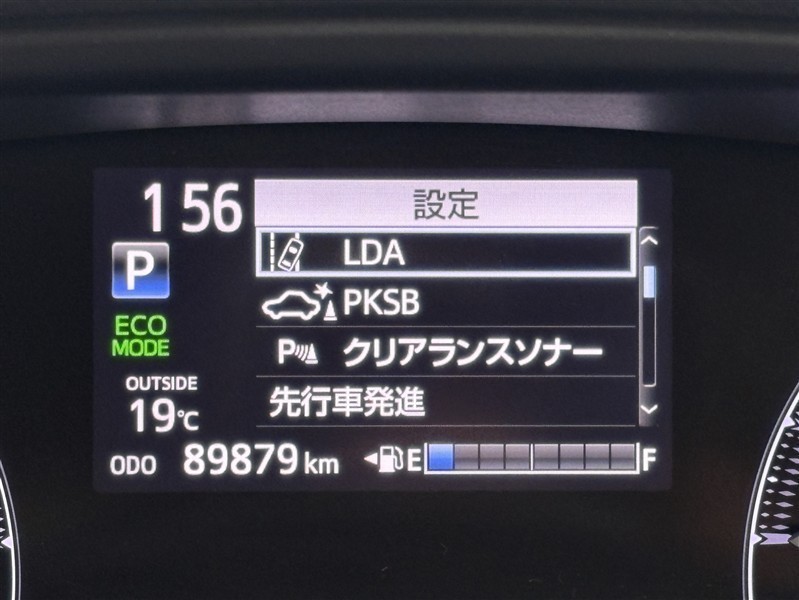 1 56
設定
P
LDA
PKSB
ECO
MODE
P クリアランスソナー
OUTSIDE
19℃
先行車発進
ODO 89879 km
E F